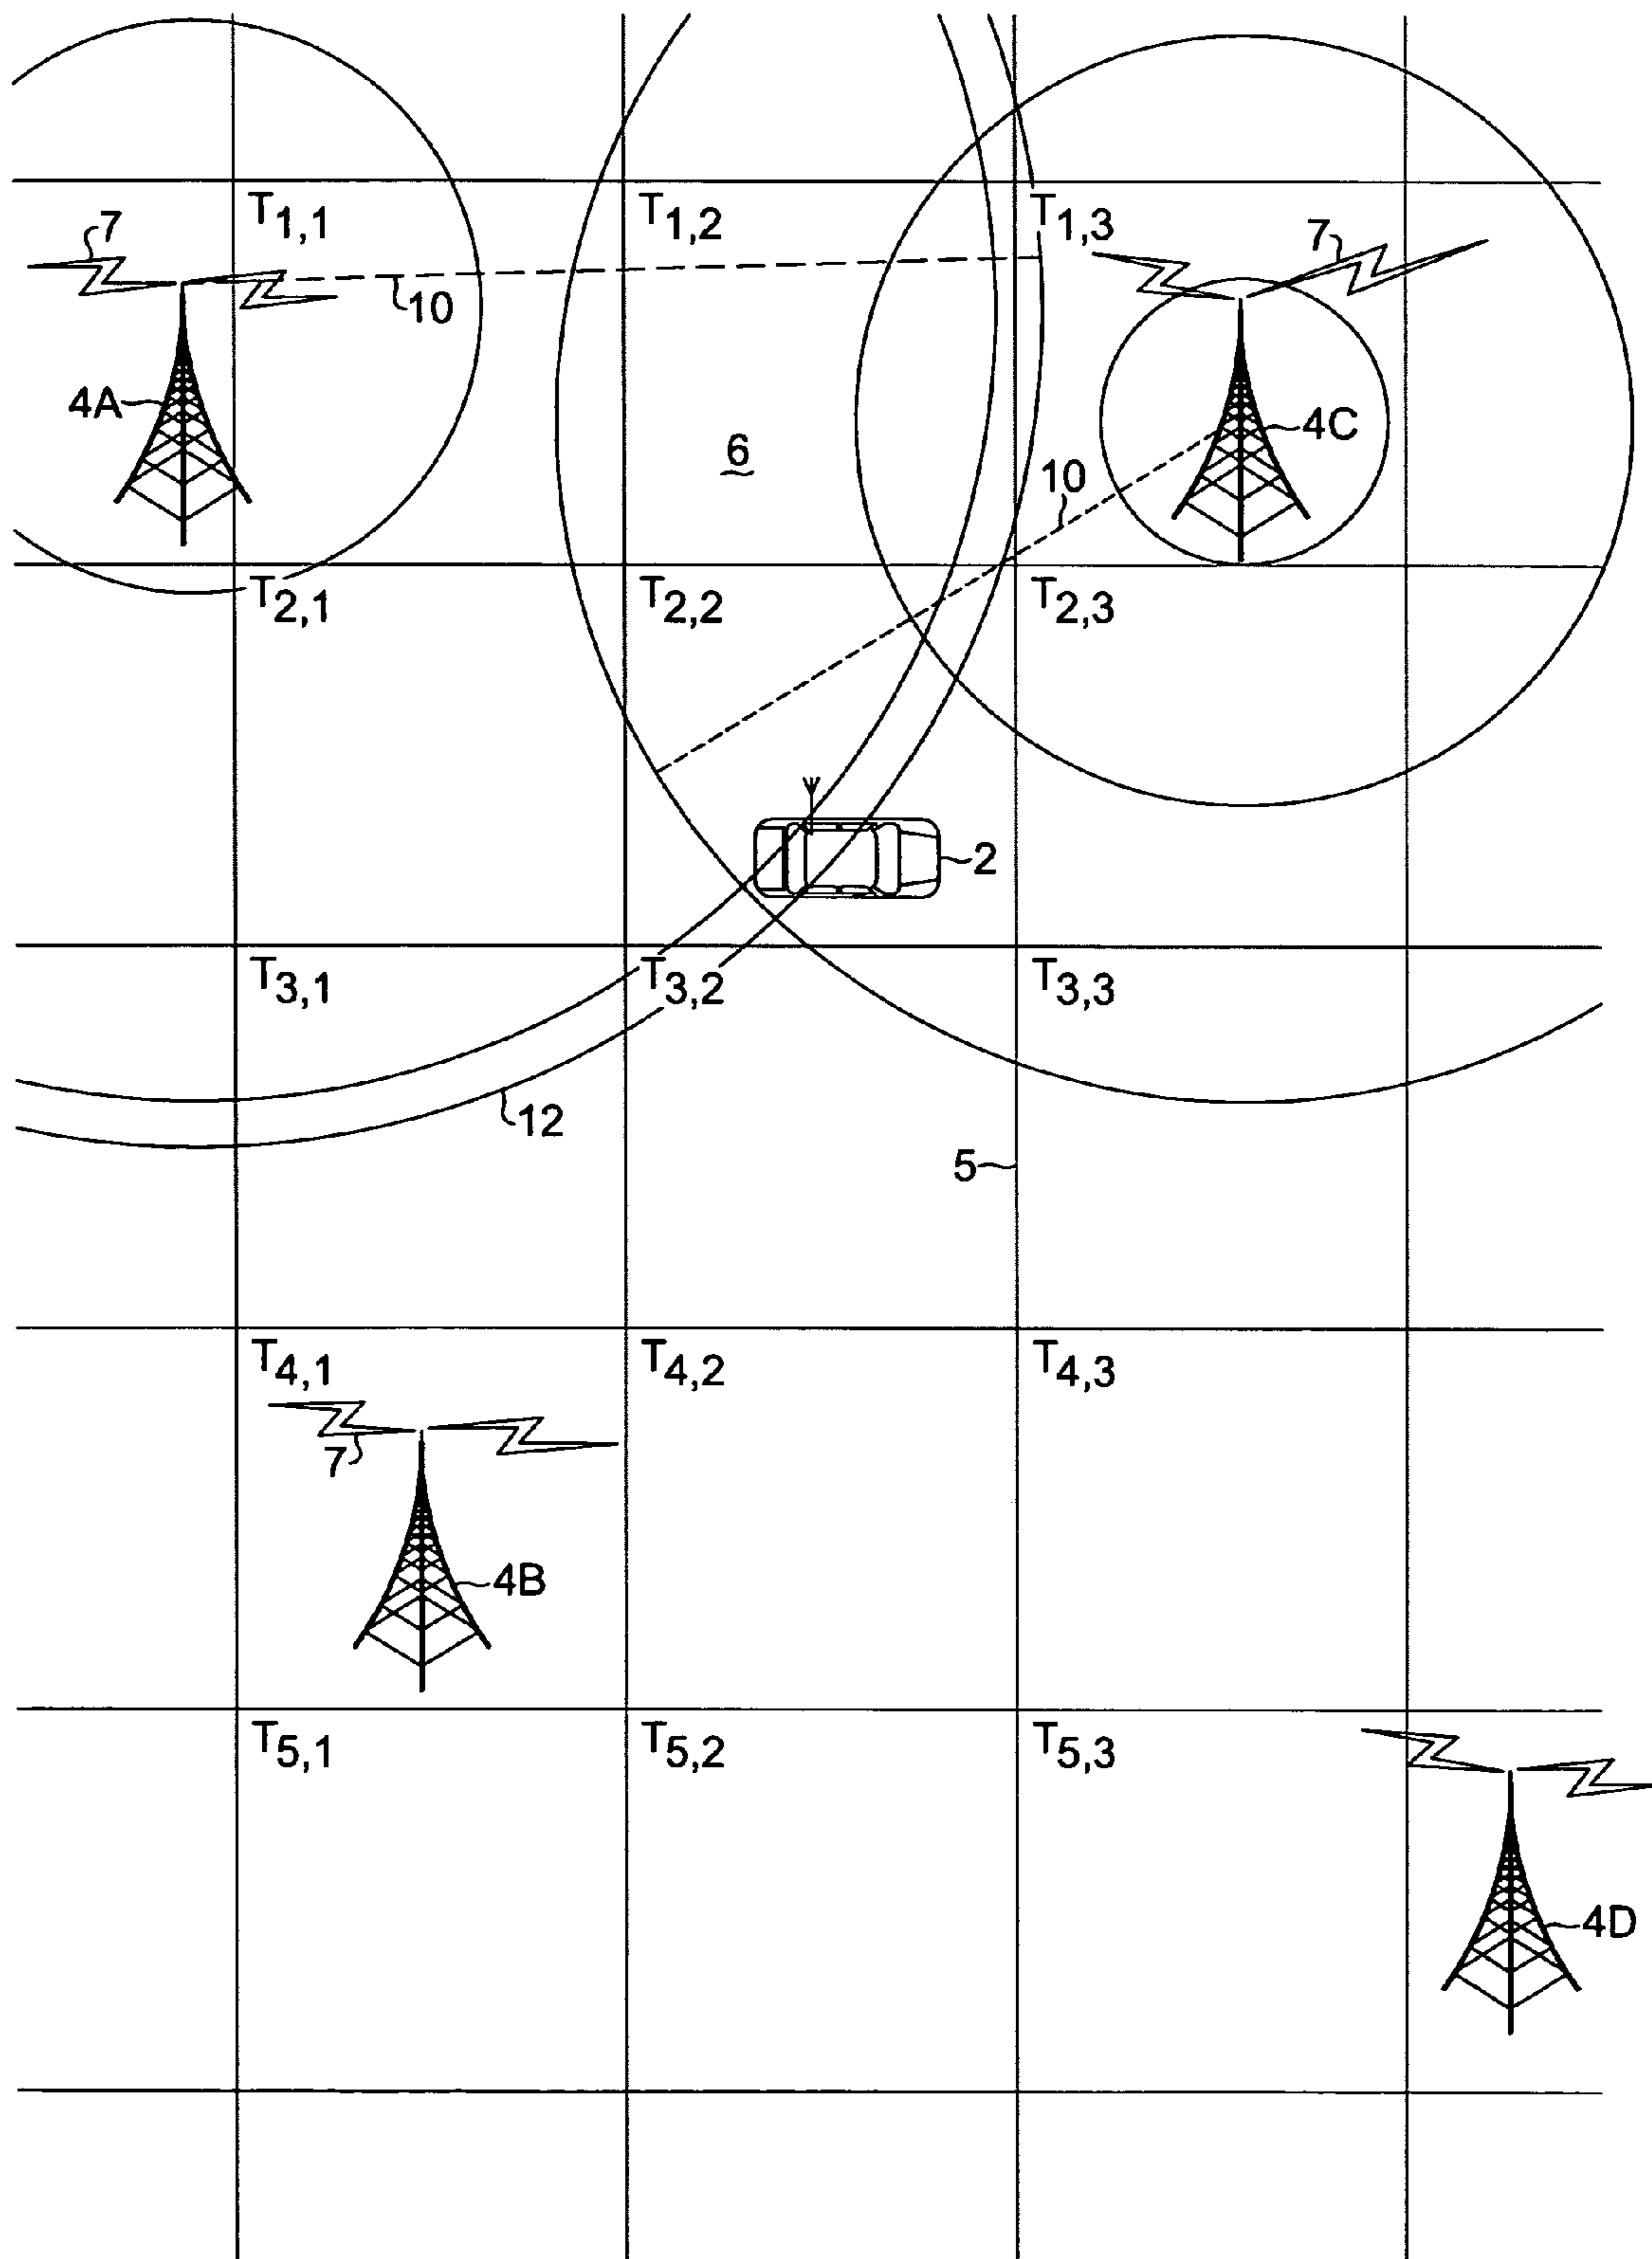 T1,1
T1,2
T1,3
7
7
10
4A
4C
6
10
T2,1
T2,2
T2,3
2
T3,1
T3,2
T3,3
12
5
T4,1
T4,2
T4,3
7
4B
T5,1
T5,2
T5,3
4D